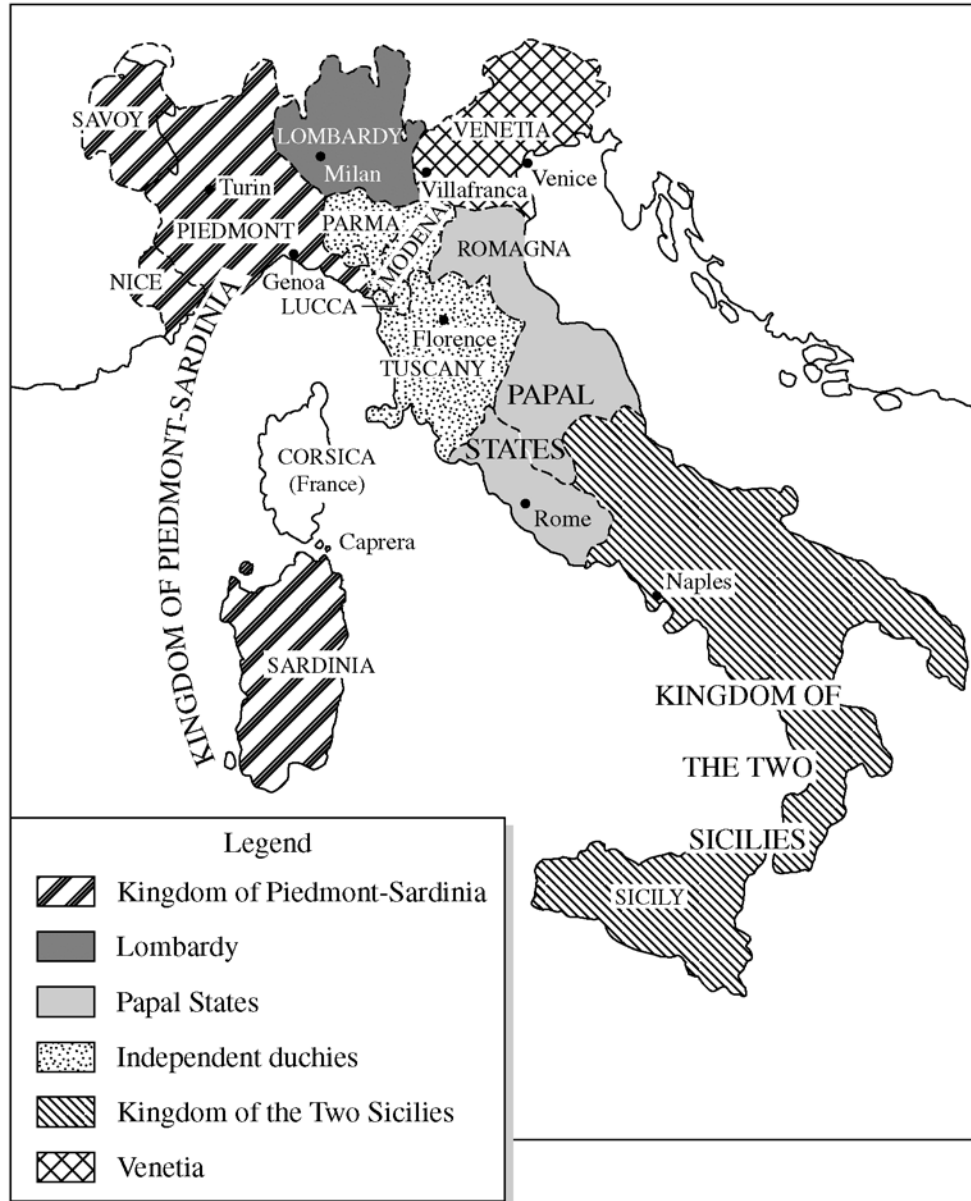 SAVOY
LOMBARDY
VENETIA
Milan
Venice
Turin
Villafranca
PARMA
PIEDMONT
MODENA
ROMAGNA
NICE
Genoa
LUCCA
Florence
TUSCANY
KINGDOM OF PIEDMONT-SARDINIA
PAPAL
STATES
CORSICA
(France)
Rome
Caprera
Naples
SARDINIA
KINGDOM OF
THE TWO
SICILIES
SICILY
Legend
Kingdom of Piedmont-Sardinia
Lombardy
Papal States
Independent duchies
Kingdom of the Two Sicilies
Venetia